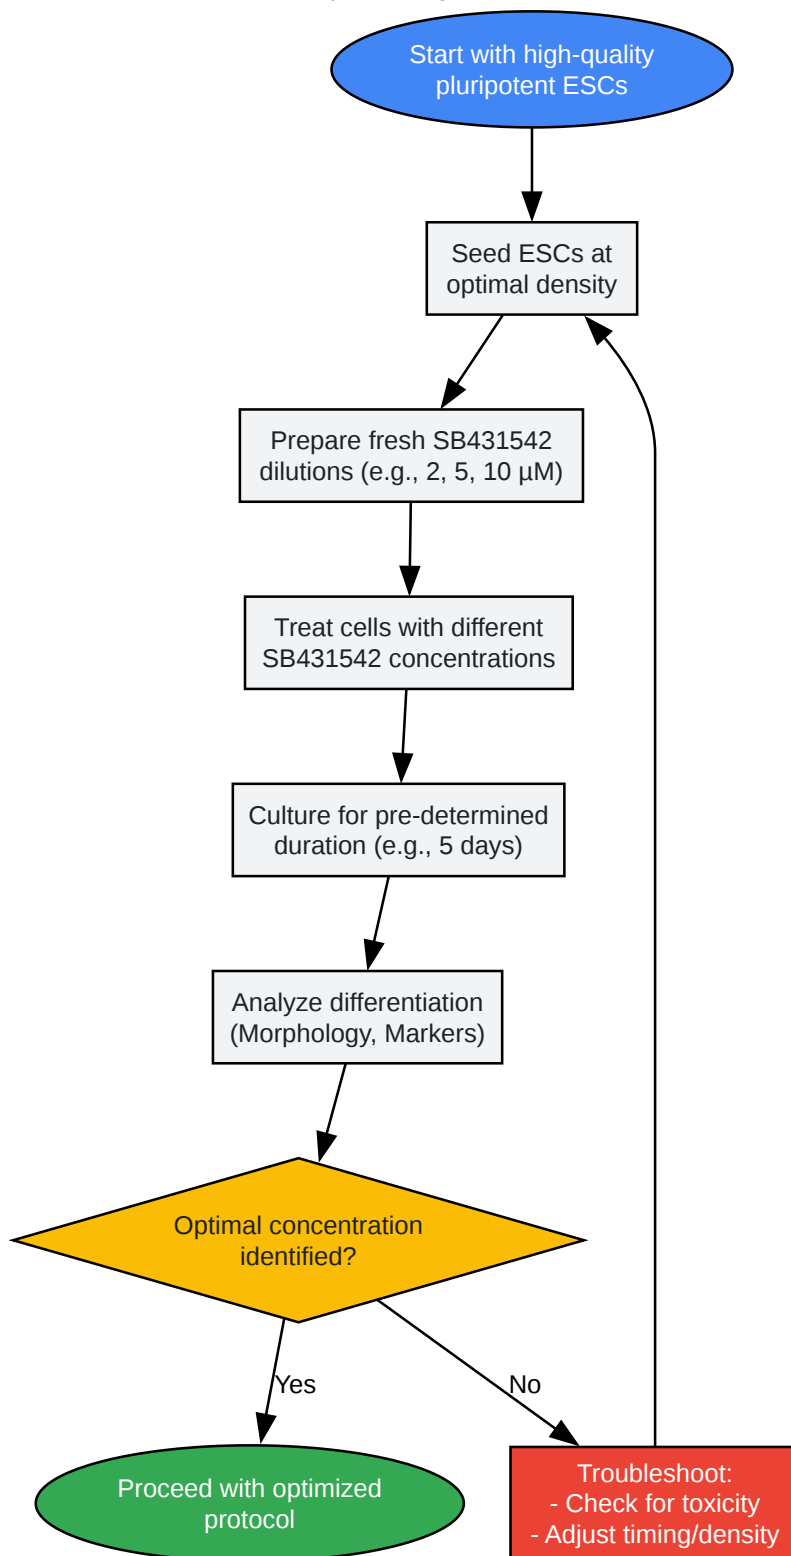 Start with high-quality
pluripotent ESCs
Seed ESCs at
optimal density
Prepare fresh SB431542
dilutions (e.g., 2, 5, 10 µM)
Treat cells with different
SB431542 concentrations
Culture for pre-determined
duration (e.g., 5 days)
Analyze differentiation
(Morphology, Markers)
Optimal concentration
identified?
Yes
No
Proceed with optimized
protocol
Troubleshoot:
- Check for toxicity
- Adjust timing/density